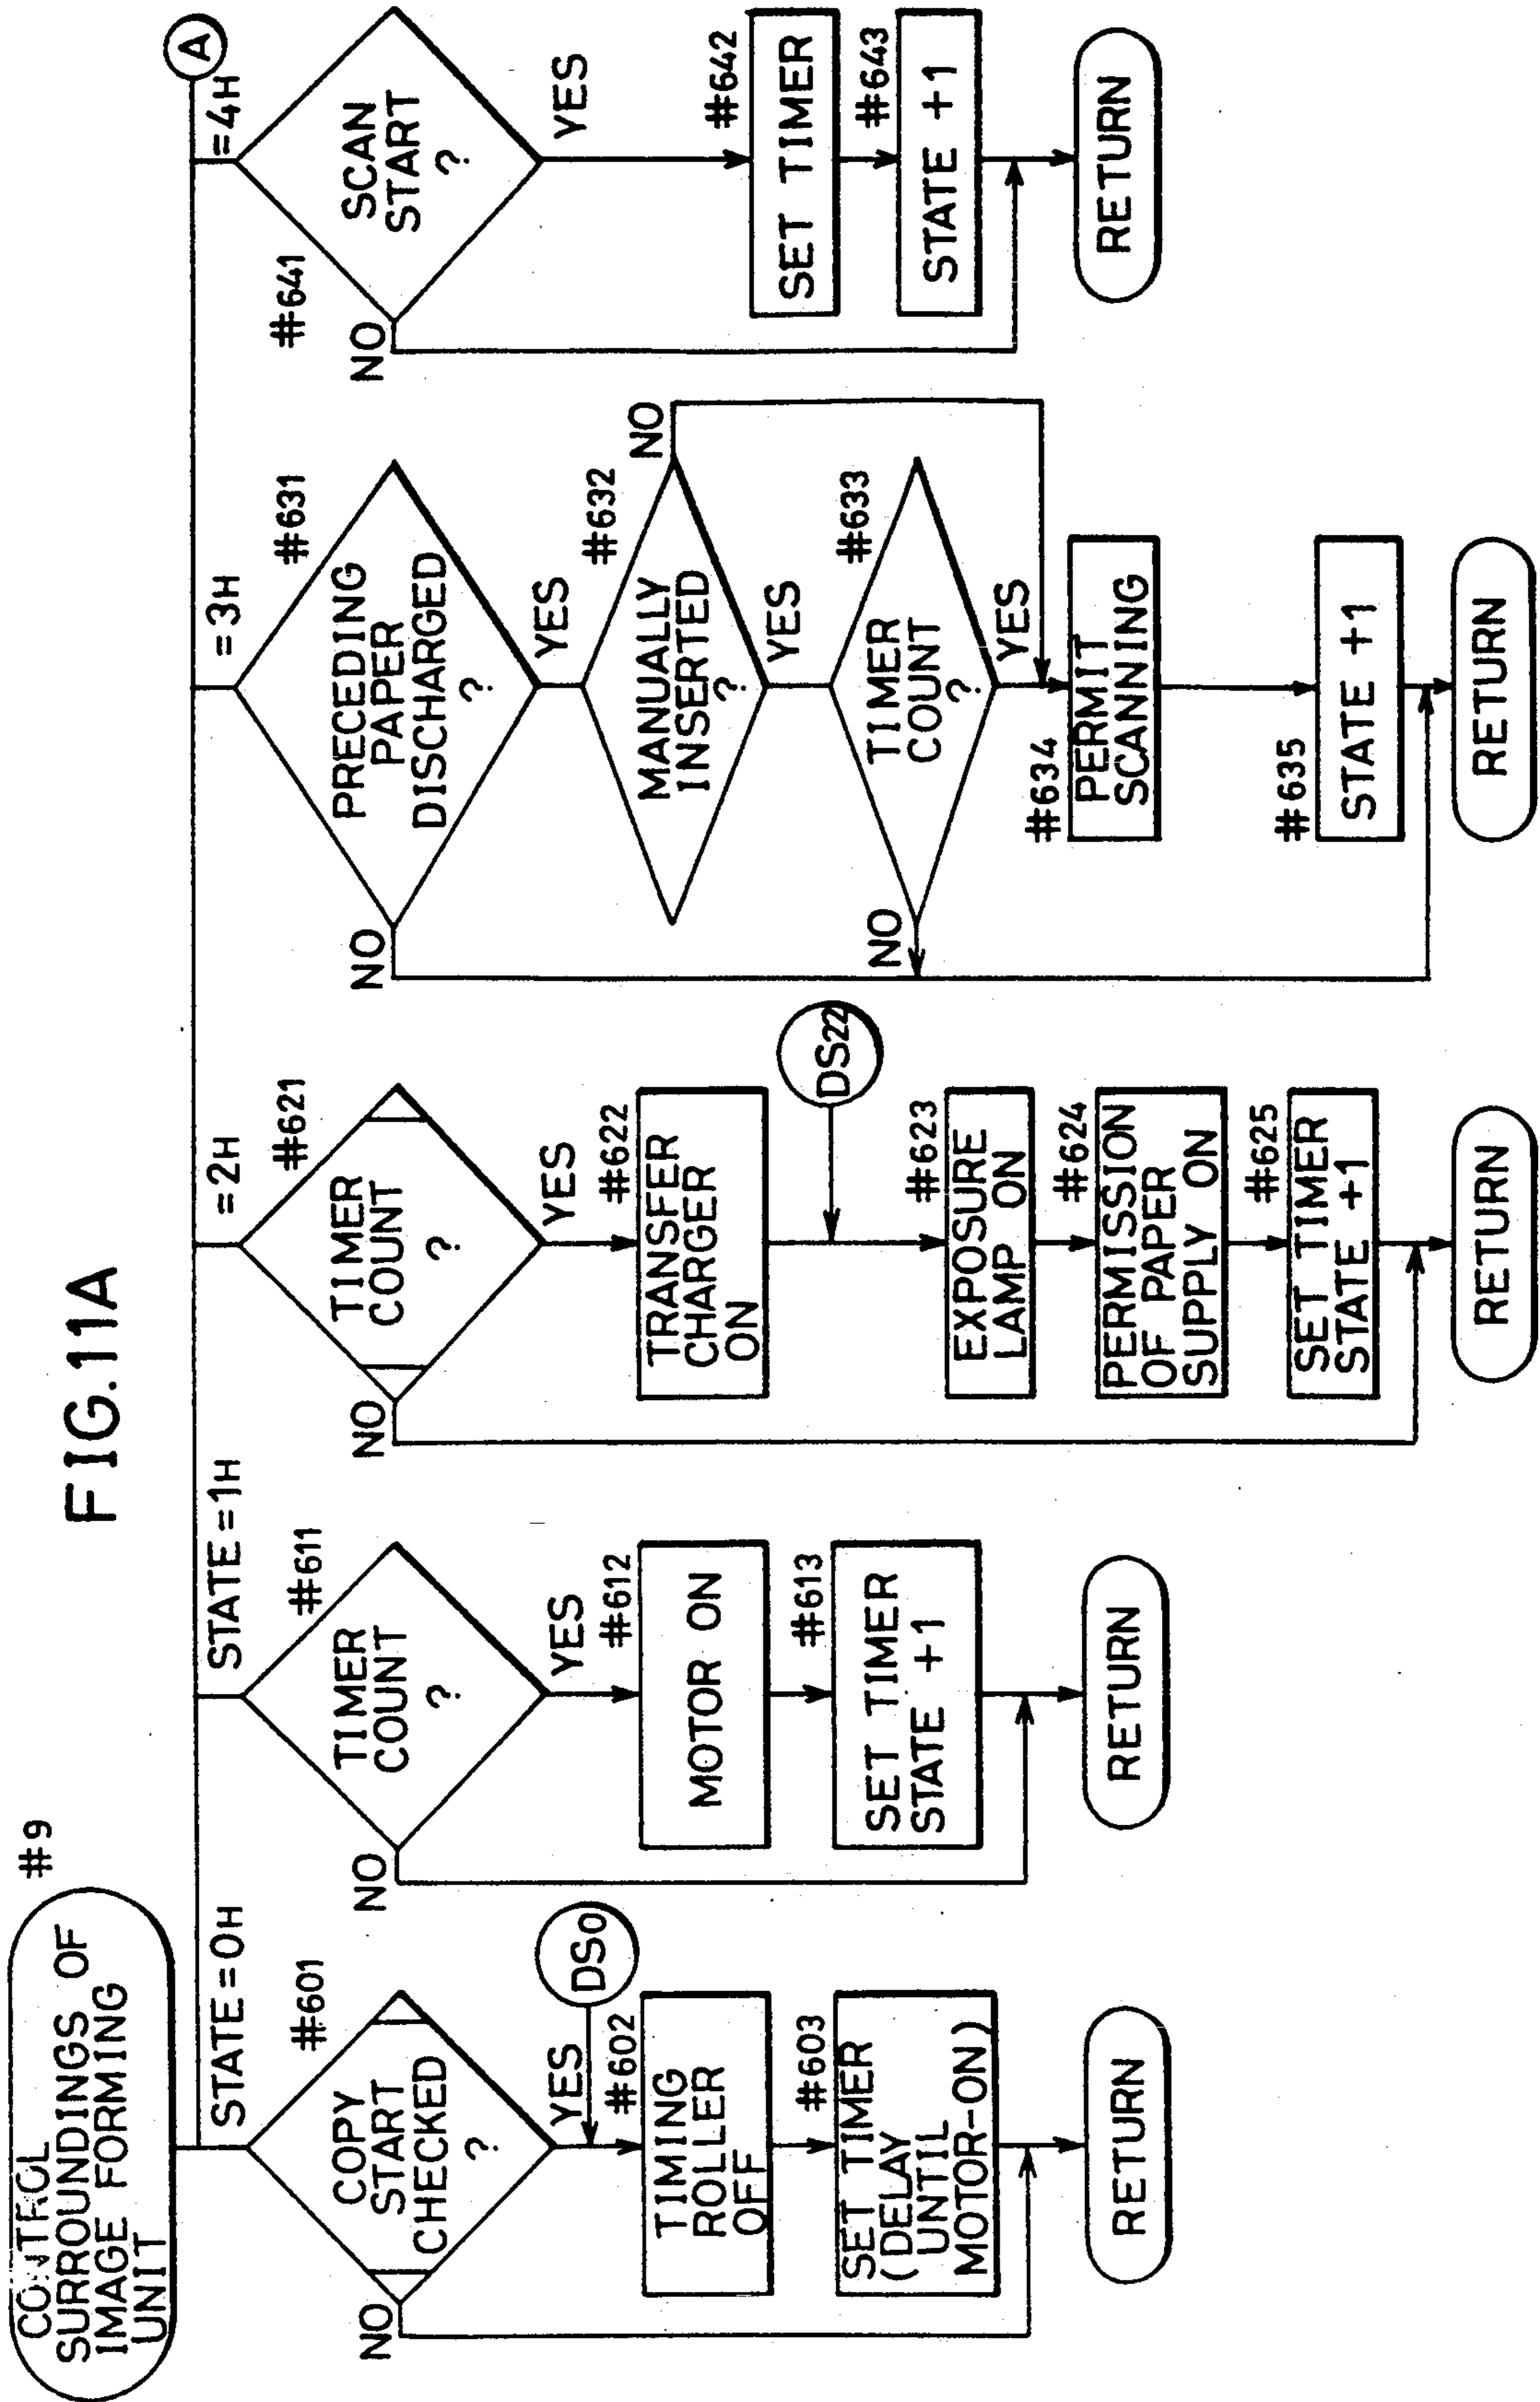 FIG.11A
CONTROL
SURROUNDINGS OF
IMAGE FORMING
UNIT
#9
STATE=0H
#601
COPY
START
CHECKED
?
NO
YES
DS0
#602
TIMING
ROLLER
OFF
#603
SET TIMER
(DELAY
UNTIL
MOTOR-ON)
RETURN
STATE=1H
#611
TIMER
COUNT
?
NO
YES
#612
MOTOR ON
#613
SET TIMER
STATE +1
RETURN
=2H
#621
TIMER
COUNT
?
NO
YES
#622
TRANSFER
CHARGER
ON
DS22
#623
EXPOSURE
LAMP ON
#624
PERMISSION
OF PAPER
SUPPLY ON
#625
SET TIMER
STATE +1
RETURN
=3H
#631
PRECEDING
PAPER
DISCHARGED
?
NO
YES
#632
MANUALLY
INSERTED
?
NO
YES
#633
TIMER
COUNT
?
NO
YES
#634
PERMIT
SCANNING
#635
STATE +1
RETURN
=4H
A
#641
SCAN
START
?
NO
YES
#642
SET TIMER
#643
STATE +1
RETURN